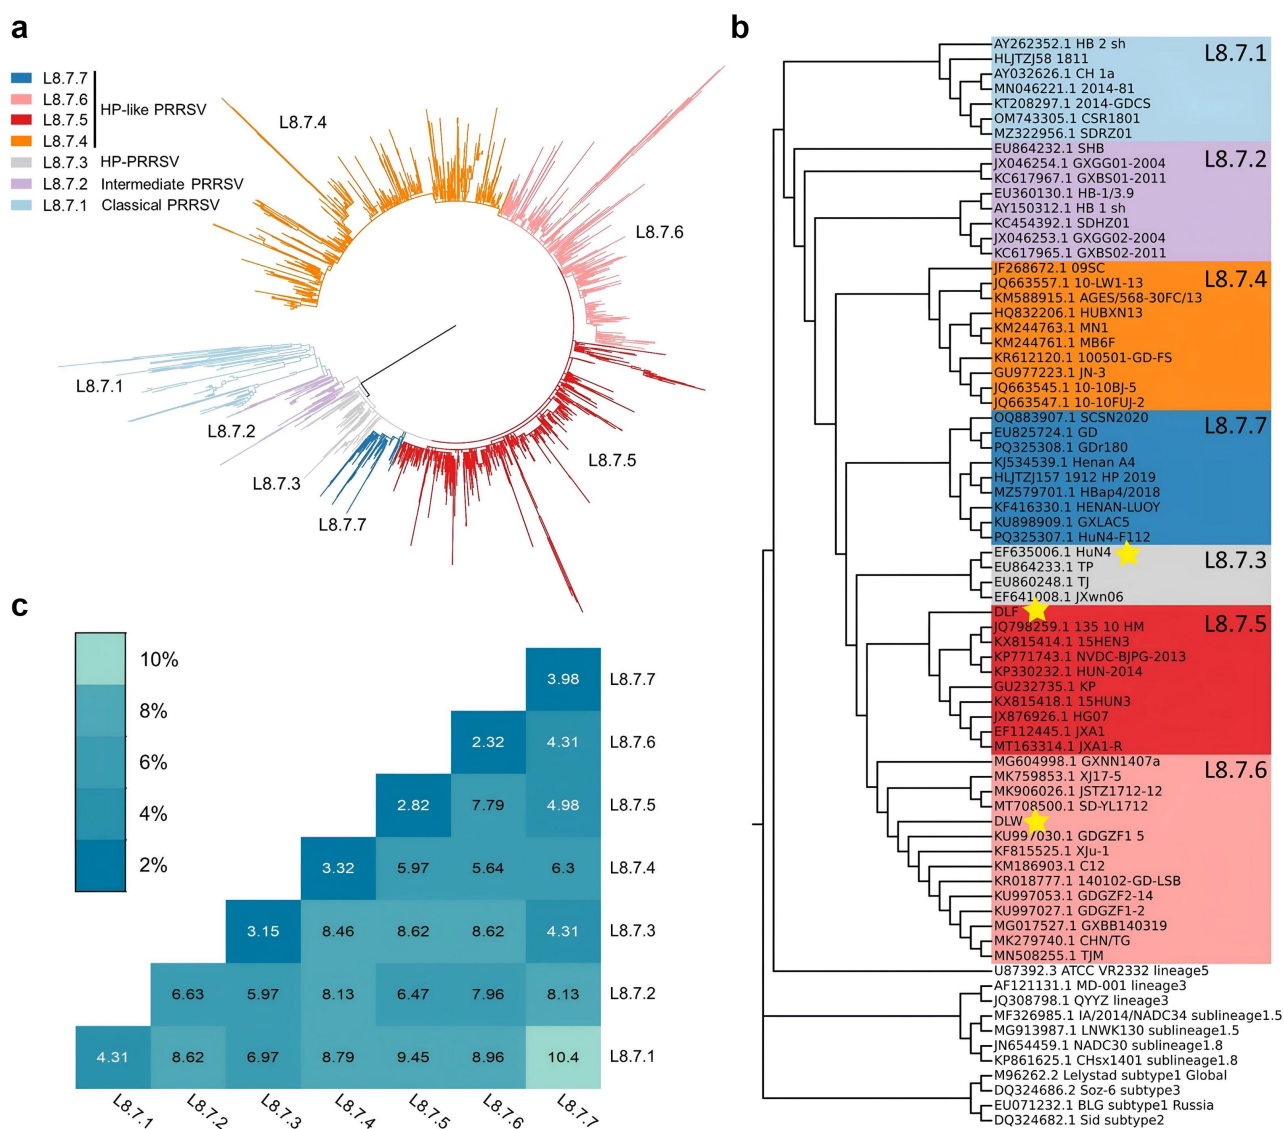 a
L8.7.7
L8.7.6
L8.7.5
L8.7.4
HP-like PRRSV
L8.7.3 HP-PRRSV
L8.7.2 Intermediate PRRSV
L8.7.1 Classical PRRSV
L8.7.4
L8.7.6
L8.7.1
L8.7.2
L8.7.3
L8.7.7
L8.7.5
b
AY262352.1 HB 2 sh
HLJTZJ58 1811
AY032626.1 CH 1a
MN046221.1 2014-81
KT208297.1 2014-GDCS
OM743305.1 CSR1801
MZ322956.1 SDRZ01
L8.7.1
EU864232.1 SHB
JX046254.1 GXGG01-2004
KC617967.1 GXBS01-2011
EU360130.1 HB-1/3.9
AY150312.1 HB 1 sh
KC454392.1 SDHZ01
JX046253.1 GXGG02-2004
KC617965.1 GXBS02-2011
L8.7.2
JF268672.1 09SC
JQ663557.1 10-LW1-13
KM588915.1 AGES/568-30FC/13
HQ832206.1 HUBXN13
KM244763.1 MN1
KM244761.1 MB6F
KR612120.1 100501-GD-FS
GU977223.1 JN-3
JQ663545.1 10-10BJ-5
JQ663547.1 10-10FUJ-2
L8.7.4
OQ883907.1 SCSN2020
EU825724.1 GD
PQ325308.1 GDr180
KJ534539.1 Henan A4
HLJTZJ157 1912 HP 2019
MZ579701.1 HBap4/2018
KF416330.1 HENAN-LUOY
KU898909.1 GXLAC5
PQ325307.1 HuN4-F112
L8.7.7
EF635006.1 HuN4
EU864233.1 TP
EU860248.1 TJ
EF641008.1 JXwn06
L8.7.3
DLF
JQ798259.1 135 10 HM
KX815414.1 15HEN3
KP771743.1 NVDC-BJPG-2013
KP330232.1 HUN-2014
GU232735.1 KP
KX815418.1 15HUN3
JX876926.1 HG07
EF112445.1 JXA1
MT163314.1 JXA1-R
L8.7.5
MG604998.1 GXNN1407a
MK759853.1 XJ17-5
MK906026.1 JSTZ1712-12
MT708500.1 SD-YL1712
DLW
KU997030.1 GDGZF1 5
KF815525.1 XJu-1
KM186903.1 C12
KR018777.1 140102-GD-LSB
KU997053.1 GDGZF2-14
KU997027.1 GDGZF1-2
MG017527.1 GXBB140319
MK279740.1 CHN/TG
MN508255.1 TJM
L8.7.6
U87392.3 ATCC VR2332 lineage5
AF121131.1 MD-001 lineage3
JQ308798.1 QYYZ lineage3
MF326985.1 IA/2014/NADC34 sublineage1.5
MG913987.1 LNWK130 sublineage1.5
JN654459.1 NADC30 sublineage1.8
KP861625.1 CHsx1401 sublineage1.8
M96262.2 Lelystad subtype1 Global
DQ324686.2 Soz-6 subtype3
EU071232.1 BLG subtype1 Russia
DQ324682.1 Sid subtype2
c
10%
8%
6%
4%
2%
3.98 L8.7.7
2.32 4.31 L8.7.6
2.82 7.79 4.98 L8.7.5
3.32 5.97 5.64 6.3 L8.7.4
3.15 8.46 8.62 8.62 4.31 L8.7.3
6.63 5.97 8.13 6.47 7.96 8.13 L8.7.2
4.31 8.62 6.97 8.79 9.45 8.96 10.4 L8.7.1
L8.7.1 L8.7.2 L8.7.3 L8.7.4 L8.7.5 L8.7.6 L8.7.7